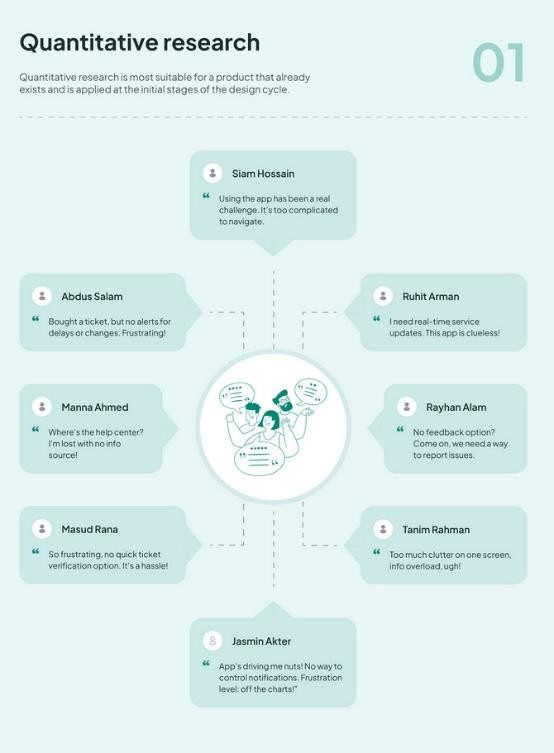 Quantitative research
01
Quantitative research is most suitable for a product that already
exists and is applied at the initial stages of the design cycle.
Siam Hossain
“ Using the app has been a real
challenge. It's too complicated
to navigate.
Abdus Salam
“ Bought a ticket, but no alerts for
delays or changes. Frustrating!
Ruhit Arman
“ I need real-time service
updates. This app is clueless!
Manna Ahmed
“ Where's the help center?
I'm lost with no info
source!
Rayhan Alam
“ No feedback option?
Come on, we need a way
to report issues.
Masud Rana
“ So frustrating, no quick ticket
verification option. It's a hassle!
Tanim Rahman
“ Too much clutter on one screen,
info overload, ugh!
Jasmin Akter
“ App's driving me nuts! No way to
control notifications. Frustration
level: off the charts!"